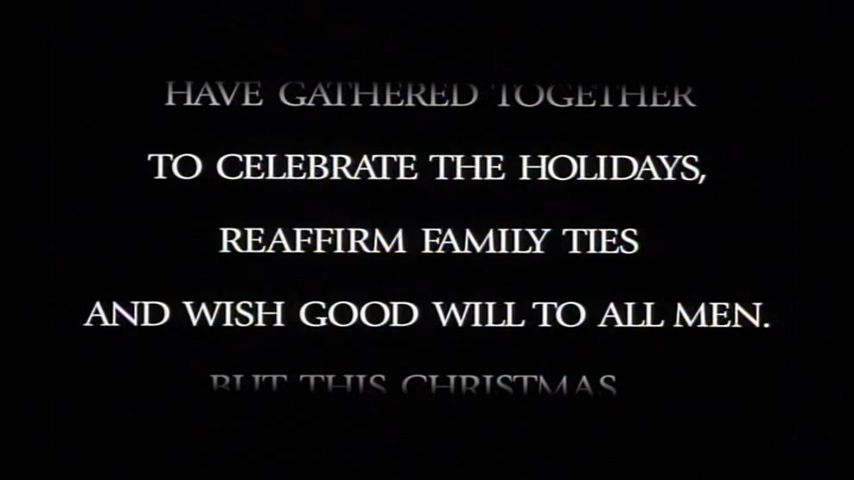 HAVE GATHERED TOGETHER
TO CELEBRATE THE HOLIDAYS,
REAFFIRM FAMILY TIES
AND WISH GOOD WILL TO ALL MEN.
BUT THIS CHRISTMAS